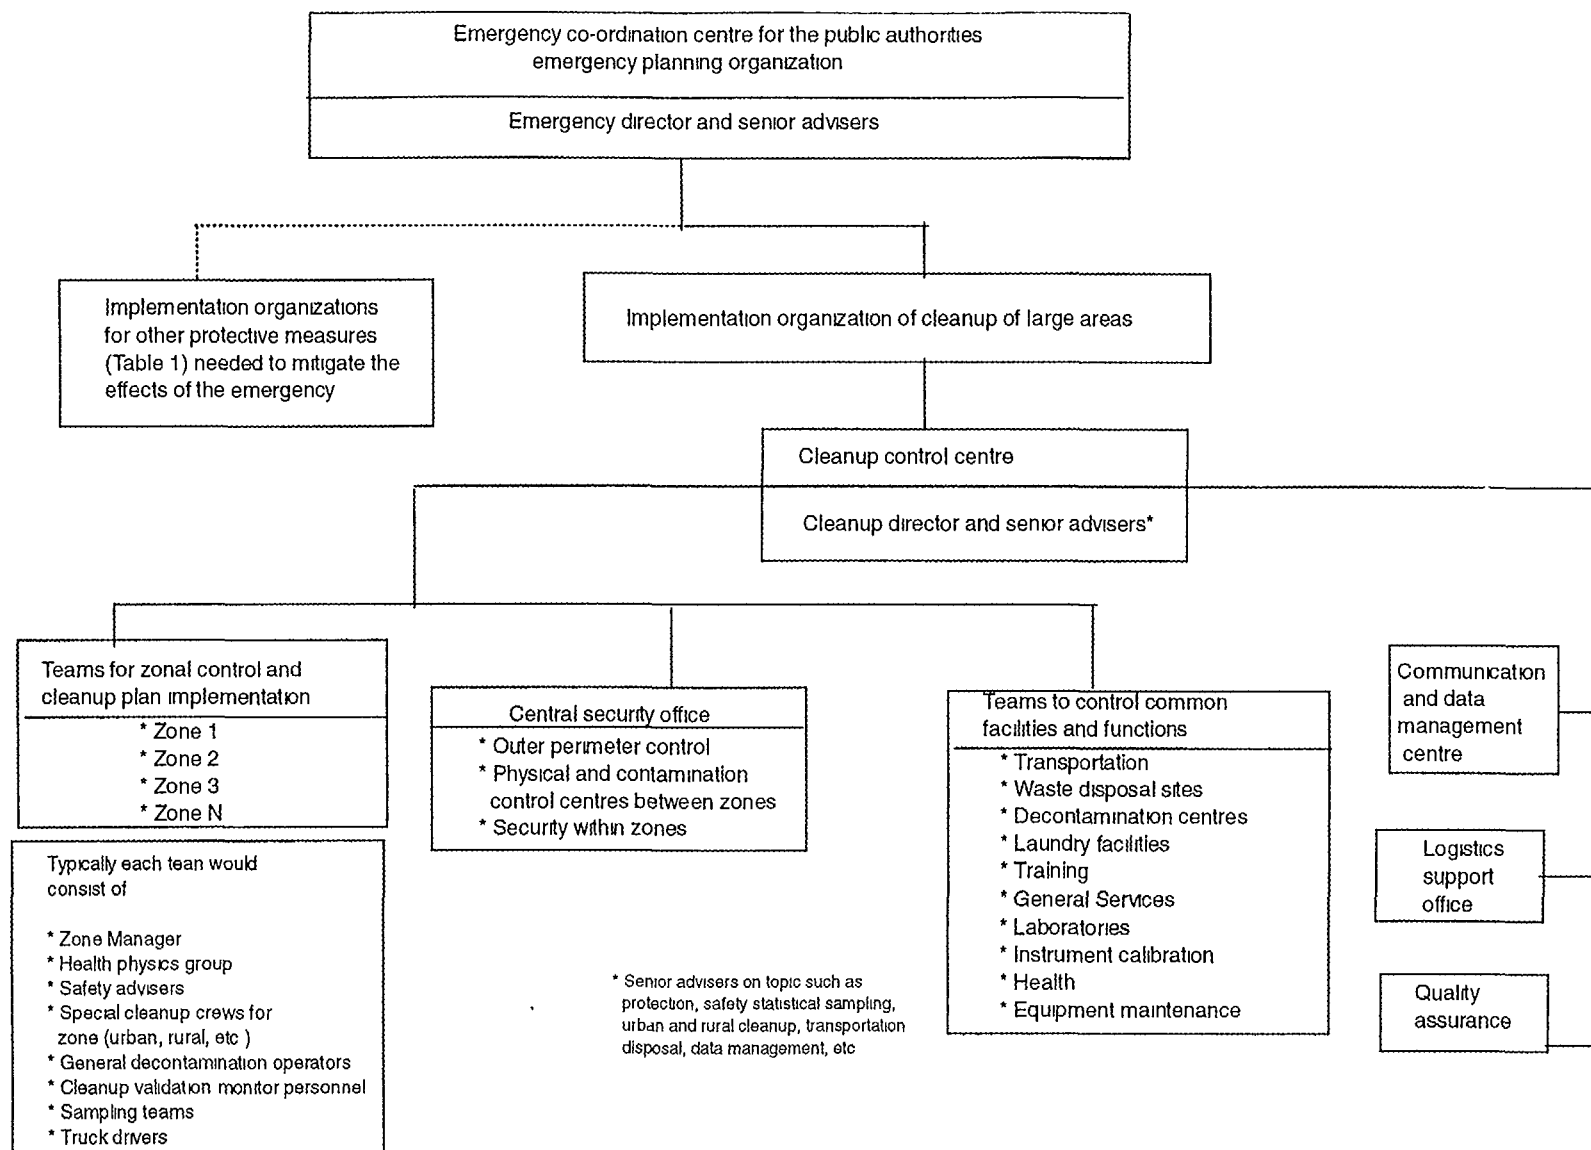 Emergency co-ordination centre for the public authorities
emergency planning organization
Emergency director and senior advisers
Implementation organizations
for other protective measures
(Table 1) needed to mitigate the
effects of the emergency
Implementation organization of cleanup of large areas
Cleanup control centre
Cleanup director and senior advisers*
Teams for zonal control and
cleanup plan implementation
* Zone 1
* Zone 2
* Zone 3
* Zone N
Typically each tean would
consist of
* Zone Manager
* Health physics group
* Safety advisers
* Special cleanup crews for
zone (urban, rural, etc )
* General decontamination operators
* Cleanup validation monitor personnel
* Sampling teams
* Truck drivers
Central security office
* Outer perimeter control
* Physical and contamination
control centres between zones
* Security within zones
* Senior advisers on topic such as
protection, safety statistical sampling,
urban and rural cleanup, transportation
disposal, data management, etc
Teams to control common
facilities and functions
* Transportation
* Waste disposal sites
* Decontamination centres
* Laundry facilities
* Training
* General Services
* Laboratories
* Instrument calibration
* Health
* Equipment maintenance
Communication
and data
management
centre
Logistics
support
office
Quality
assurance